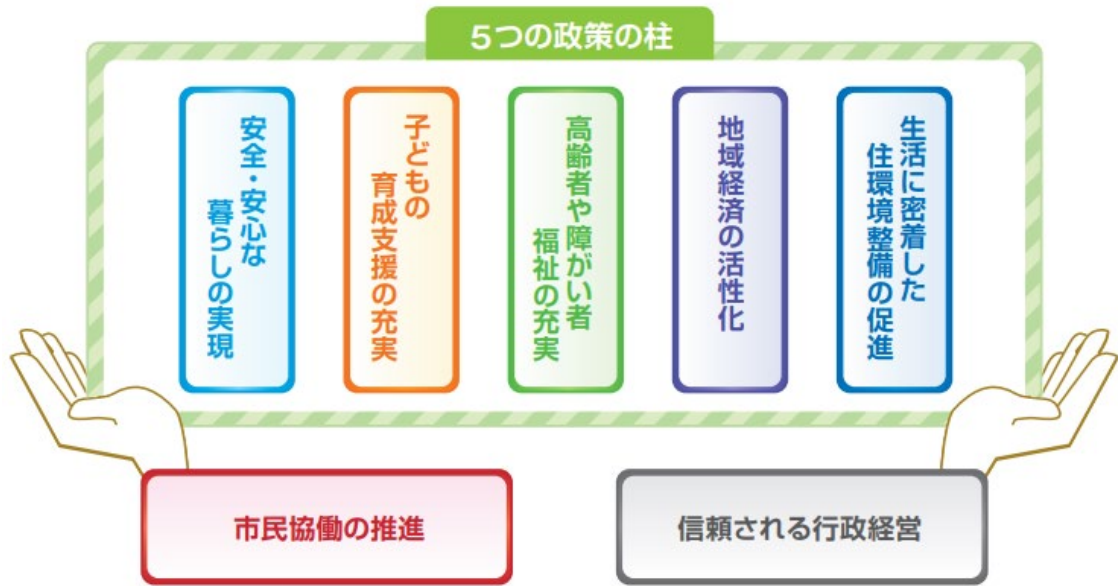 5つの政策の柱
安全・安心な
暮らしの実現
子どもの
育成支援の充実
高齢者や障がい者
福祉の充実
地域経済の活性化
生活に密着した
住環境整備の促進
市民協働の推進
信頼される行政経営